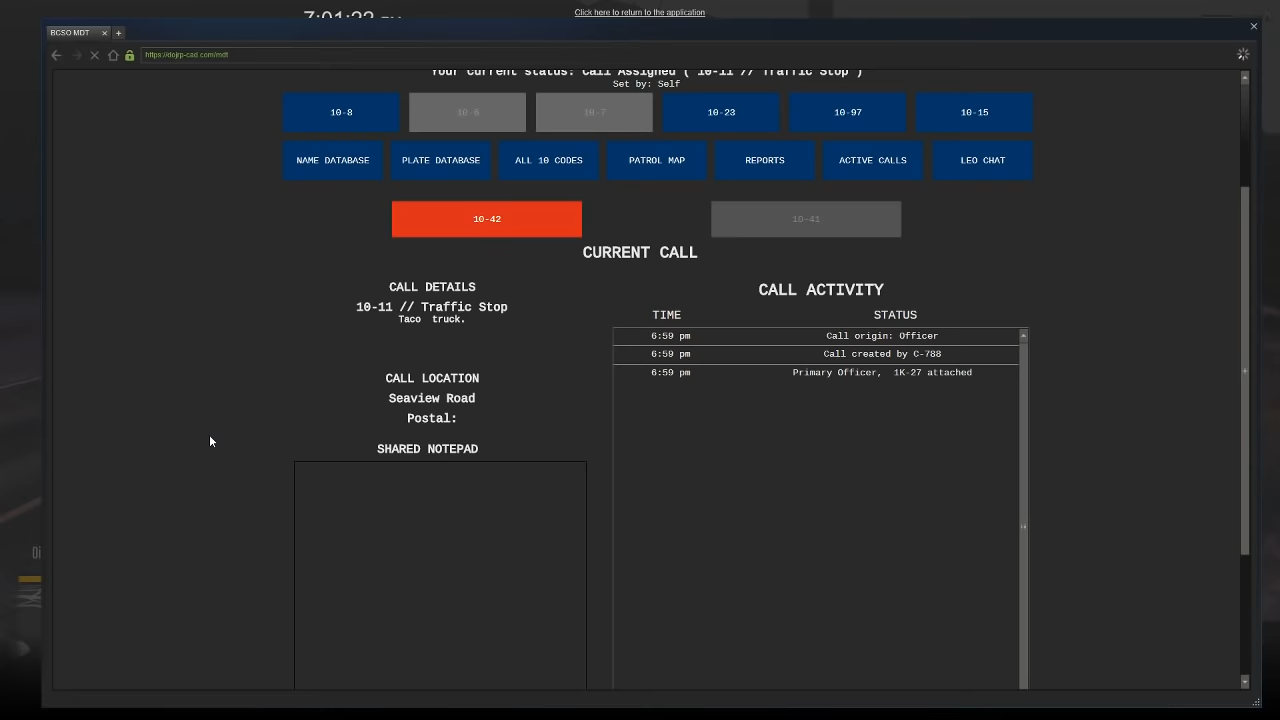 Click here to return to the application
BCSO MDT
https://dojrp-cad.com/mdt
Your Current Status: Call Assigned ( 10-11 // Traffic Stop )
Set by: Self
10-8
10-6
10-7
10-23
10-97
10-15
NAME DATABASE
PLATE DATABASE
ALL 10 CODES
PATROL MAP
REPORTS
ACTIVE CALLS
LEO CHAT
10-42
10-41
CURRENT CALL
CALL DETAILS
10-11 // Traffic Stop
Taco truck.
CALL LOCATION
Seaview Road
Postal:
SHARED NOTEPAD
CALL ACTIVITY
TIME STATUS
6:59 pm Call origin: Officer
6:59 pm Call created by C-788
6:59 pm Primary Officer, 1K-27 attached